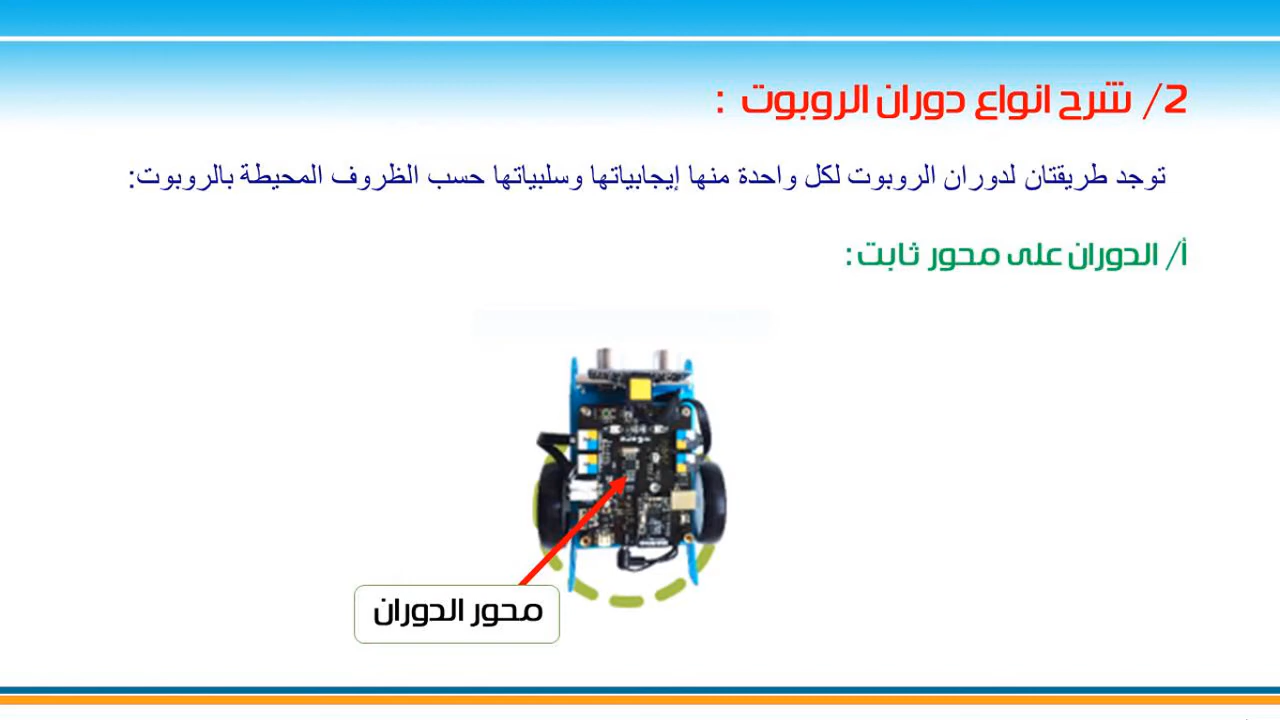 2/ شرح انواع دوران الروبوت :
توجد طريقتان لدوران الروبوت لكل واحدة منها إيجابياتها وسلبياتها حسب الظروف المحيطة بالروبوت:
أ/ الدوران على محور ثابت :
محور الدوران